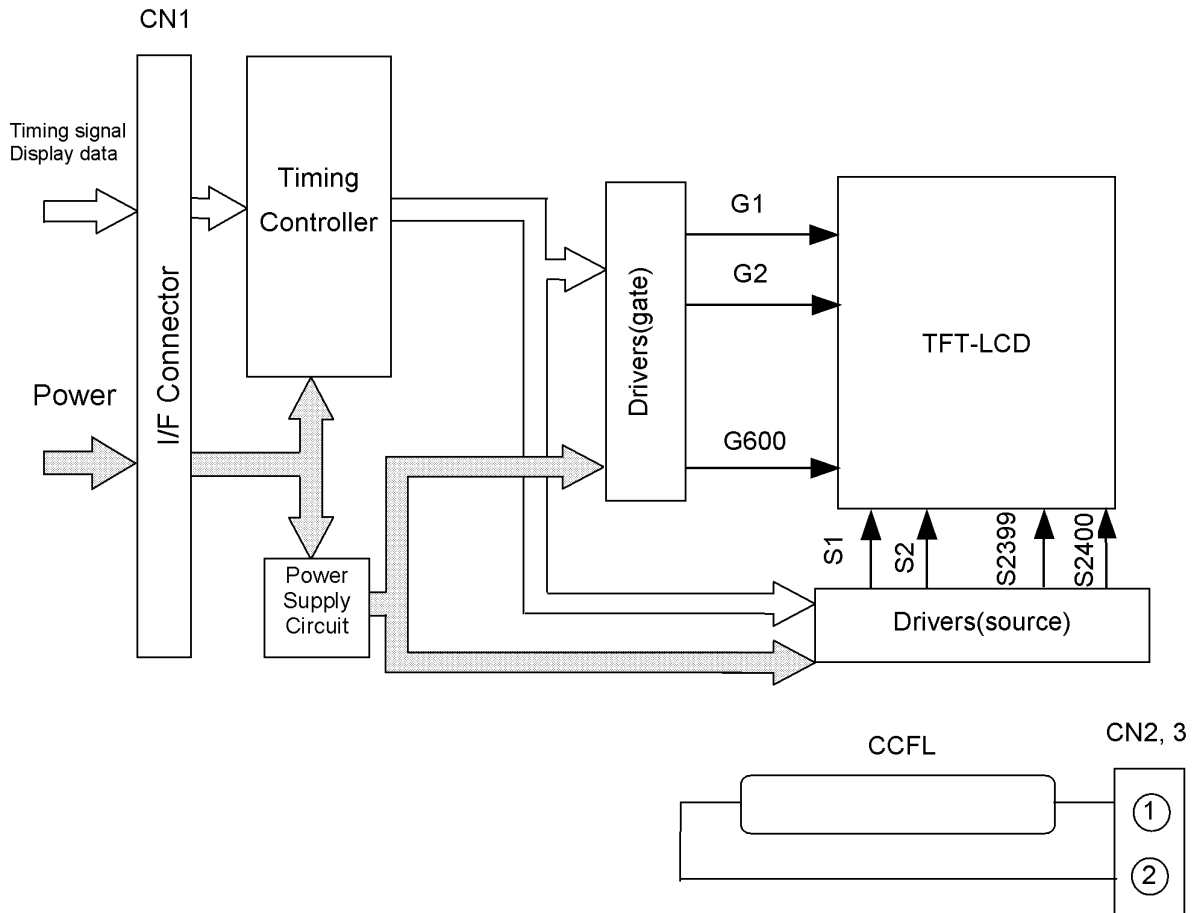 CN1
Timing signal
Display data
Power
I/F Connector
Timing
Controller
Power
Supply
Circuit
Drivers(gate)
G1
G2
G600
TFT-LCD
S1
S2
S2399
S2400
Drivers(source)
CCFL
CN2, 3
1
2